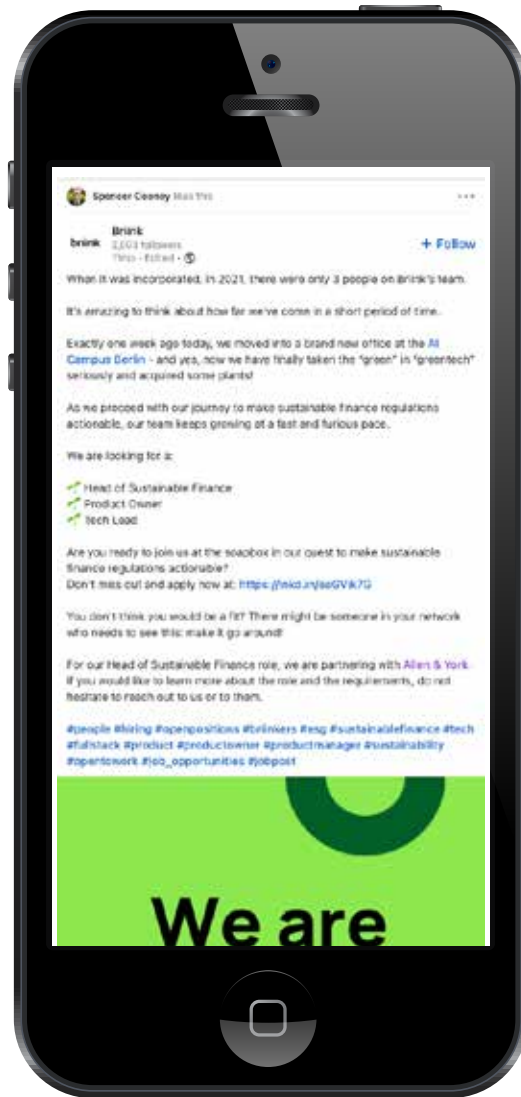 Spencer Cooney likes this
Briink
briink
followers
Edited
+ Follow
When it was incorporated, in 2021, there were only 3 people on Briink's team.
It's amazing to think about how far we've come in a short period of time.
Exactly one week ago today, we moved into a brand new office at the AI
Campus Berlin - and yes, now we have finally taken the "green" in "greentech"
seriously and acquired some plants!
As we proceed with our journey to make sustainable finance regulations
actionable, our team keeps growing at a fast and furious pace.
We are looking for a:
Head of Sustainable Finance
Product Owner
Tech Lead
Are you ready to join us at the soapbox in our quest to make sustainable
finance regulations actionable?
Don't miss out and apply now at:
You don't think you would be a fit? There might be someone in your network
who needs to see this: make it go around!
For our Head of Sustainable Finance role, we are partnering with Allen & York
If you would like to learn more about the role and the requirements, do not
hesitate to reach out to us or to them.
#people #hiring #openpositions #briinkers #esg #sustainablefinance #tech
#fullstack #product #productowner #productmanager #sustainability
#opentowork #job_opportunities #jobpost
We are